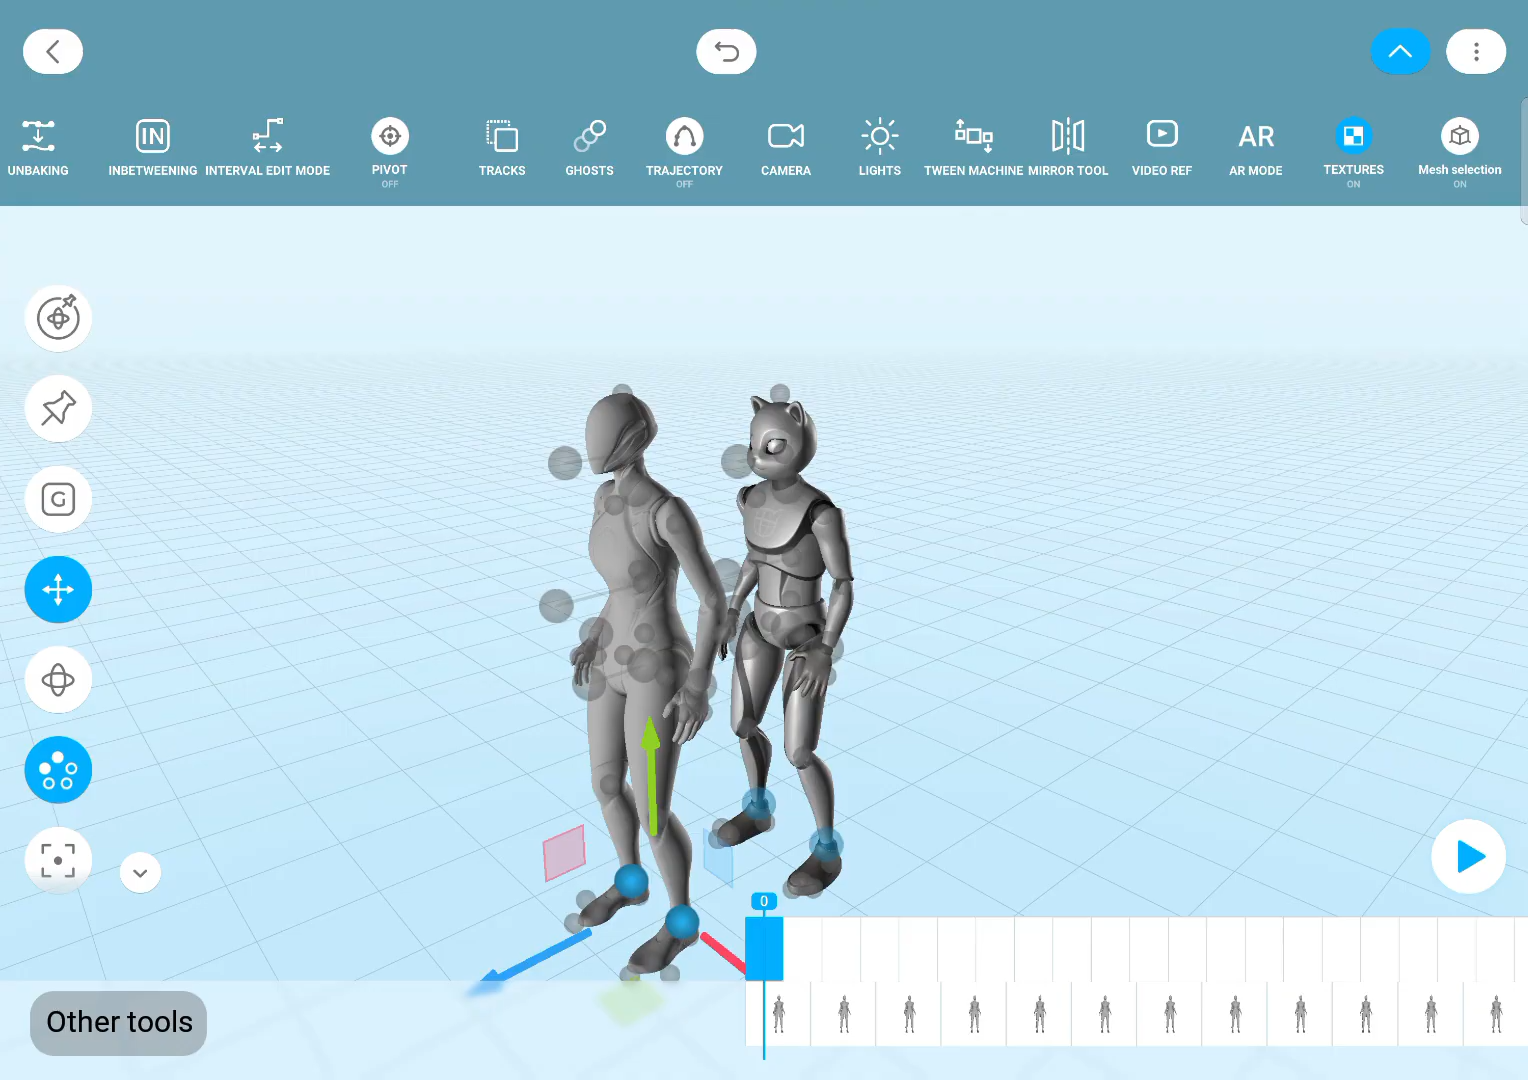 IN
AR
UNBAKING
INBETWEENING
INTERVAL EDIT MODE
PIVOT
OFF
TRACKS
GHOSTS
TRAJECTORY
OFF
CAMERA
LIGHTS
TWEEN MACHINE
MIRROR TOOL
VIDEO REF
AR MODE
TEXTURES
ON
Mesh selection
ON
G
0
Other tools